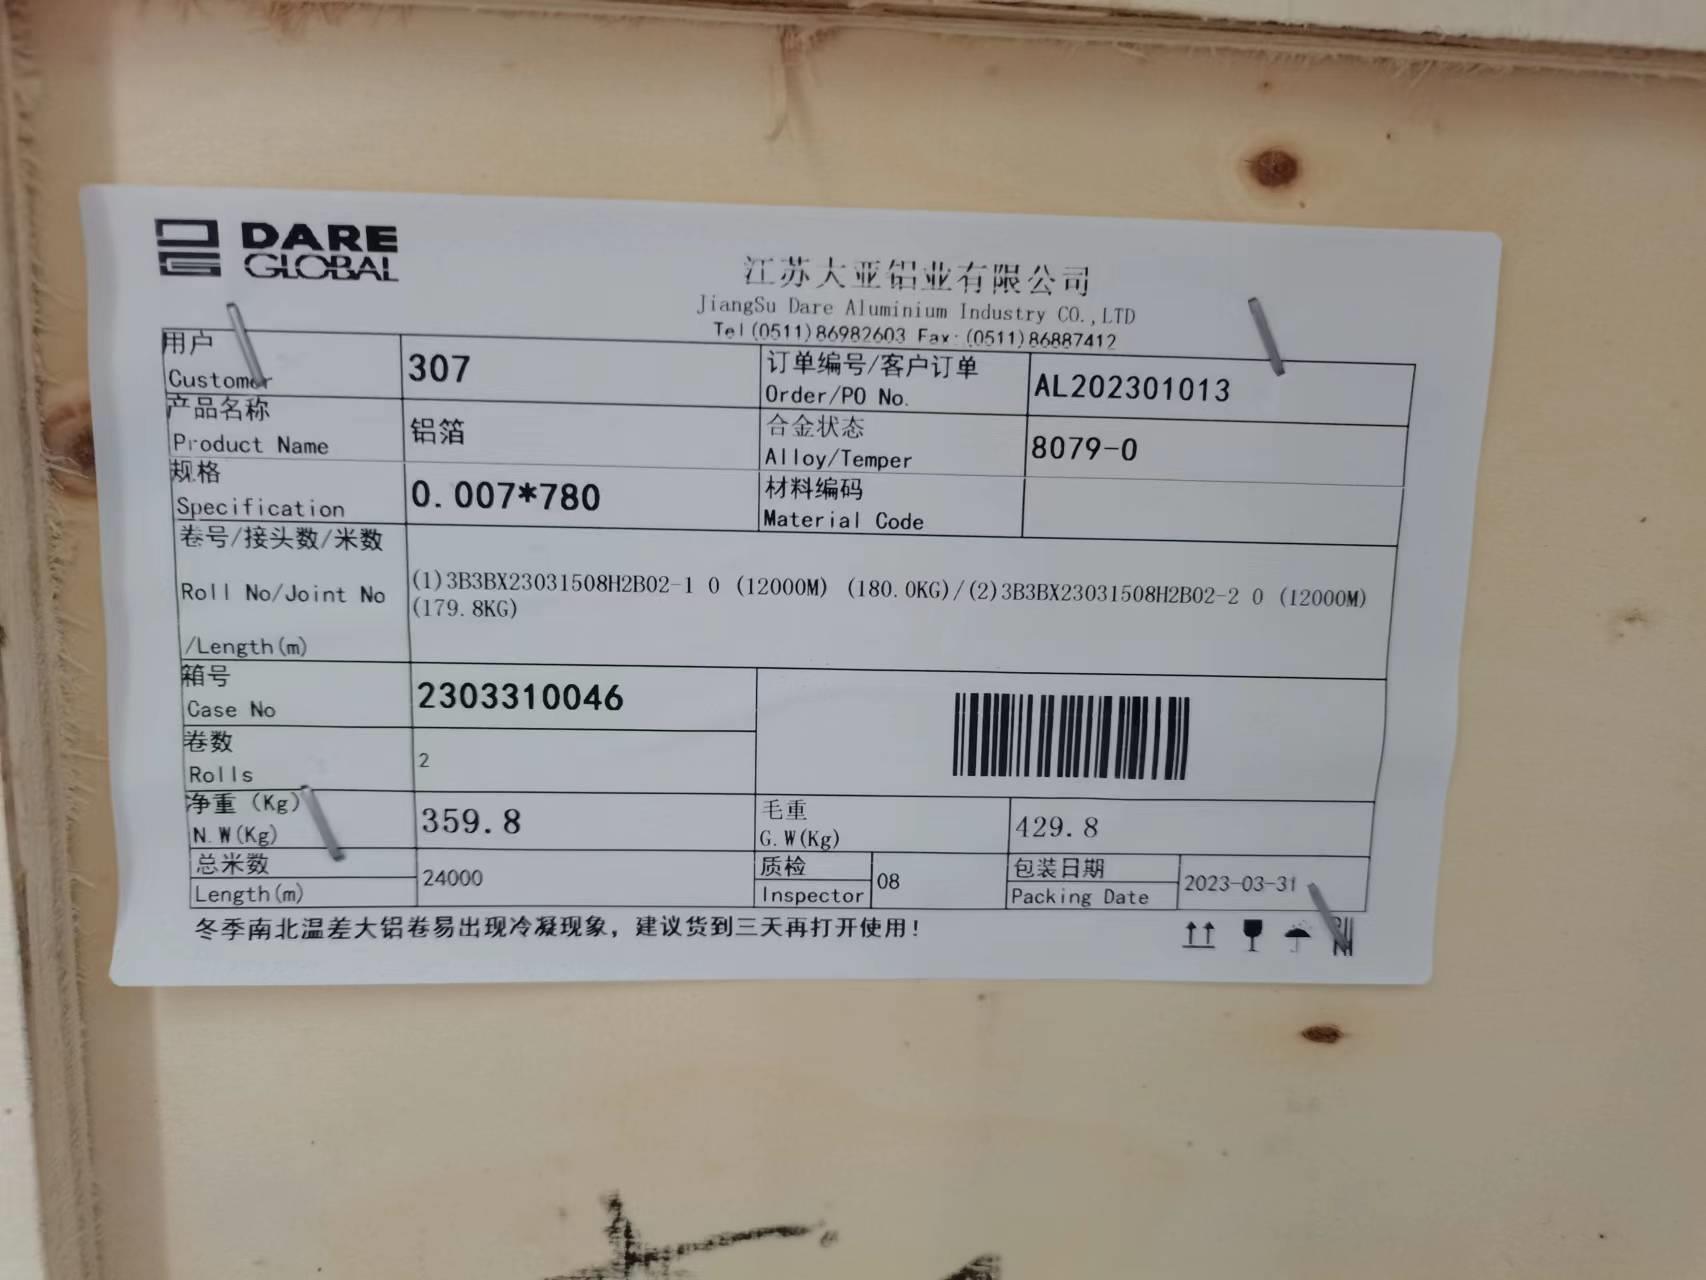 DARE
GLOBAL
江苏大亚铝业有限公司
JiangSu Dare Aluminium Industry CO.,LTD
Tel(0511)86982603 Fax:(0511)86887412
用户
Customer
307
订单编号/客户订单
Order/PO No.
AL202301013
产品名称
Product Name
铝箔
合金状态
Alloy/Temper
8079-0
规格
Specification
0.007*780
材料编码
Material Code
卷号/接头数/米数
Roll No/Joint No
/Length(m)
(1)3B3BX23031508H2B02-1 0 (12000M) (180.0KG)/(2)3B3BX23031508H2B02-2 0 (12000M)
(179.8KG)
箱号
Case No
2303310046
卷数
Rolls
2
净重(Kg)
N.W(Kg)
359.8
毛重
G.W(Kg)
429.8
总米数
Length(m)
24000
质检
Inspector
08
包装日期
Packing Date
2023-03-31
冬季南北温差大铝卷易出现冷凝现象，建议货到三天再打开使用！